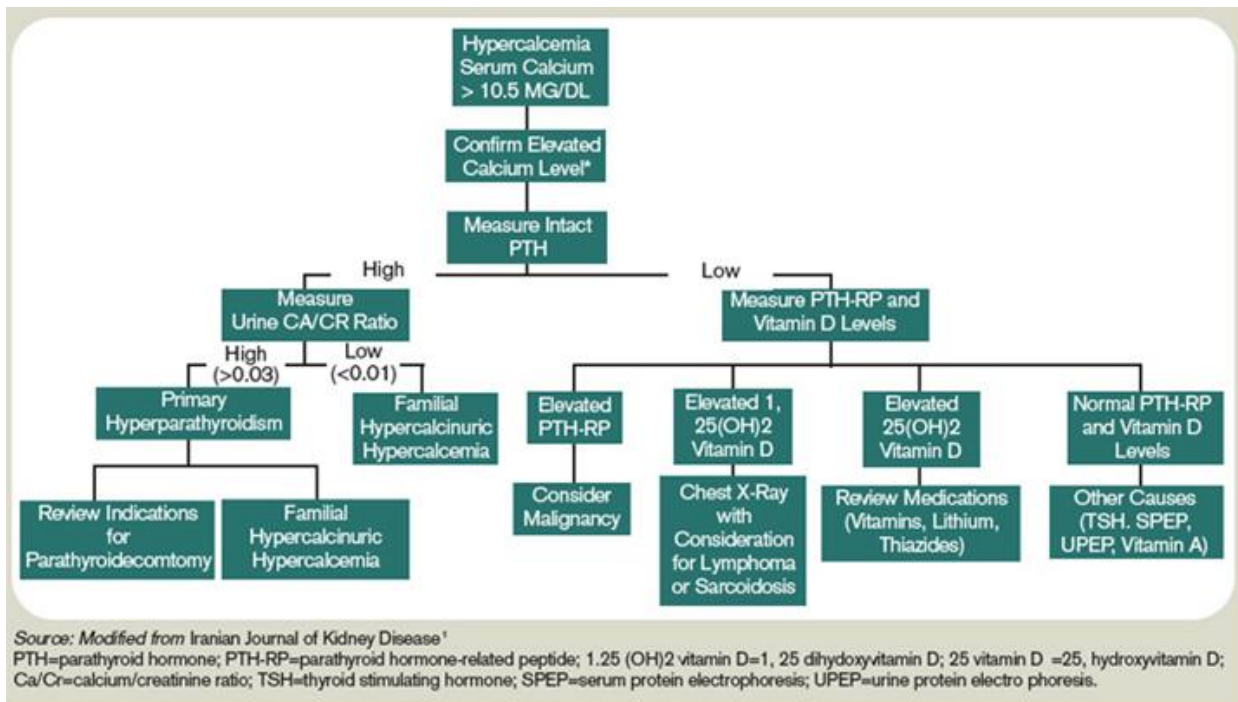 Hypercalcemia
Serum Calcium
> 10.5 MG/DL
Confirm Elevated
Calcium Level*
Measure Intact
PTH
High
Low
Measure
Urine CA/CR Ratio
Measure PTH-RP and
Vitamin D Levels
High
(>0.03)
Low
(<0.01)
Primary
Hyperparathyroidism
Familial
Hypercalcinuric
Hypercalcemia
Elevated
PTH-RP
Elevated 1,
25(OH)2
Vitamin D
Elevated
25(OH)2
Vitamin D
Normal PTH-RP
and Vitamin D
Levels
Review Indications
for
Parathyroidecomtomy
Familial
Hypercalcinuric
Hypercalcemia
Consider
Malignancy
Chest X-Ray
with
Consideration
for Lymphoma
or Sarcoidosis
Review Medications
(Vitamins, Lithium,
Thiazides)
Other Causes
(TSH. SPEP,
UPEP, Vitamin A)
Source: Modified from Iranian Journal of Kidney Disease¹
PTH=parathyroid hormone; PTH-RP=parathyroid hormone-related peptide; 1.25 (OH)2 vitamin D=1, 25 dihydoxyvitamin D; 25 vitamin D =25, hydroxyvitamin D;
Ca/Cr=calcium/creatinine ratio; TSH=thyroid stimulating hormone; SPEP=serum protein electrophoresis; UPEP=urine protein electro phoresis.